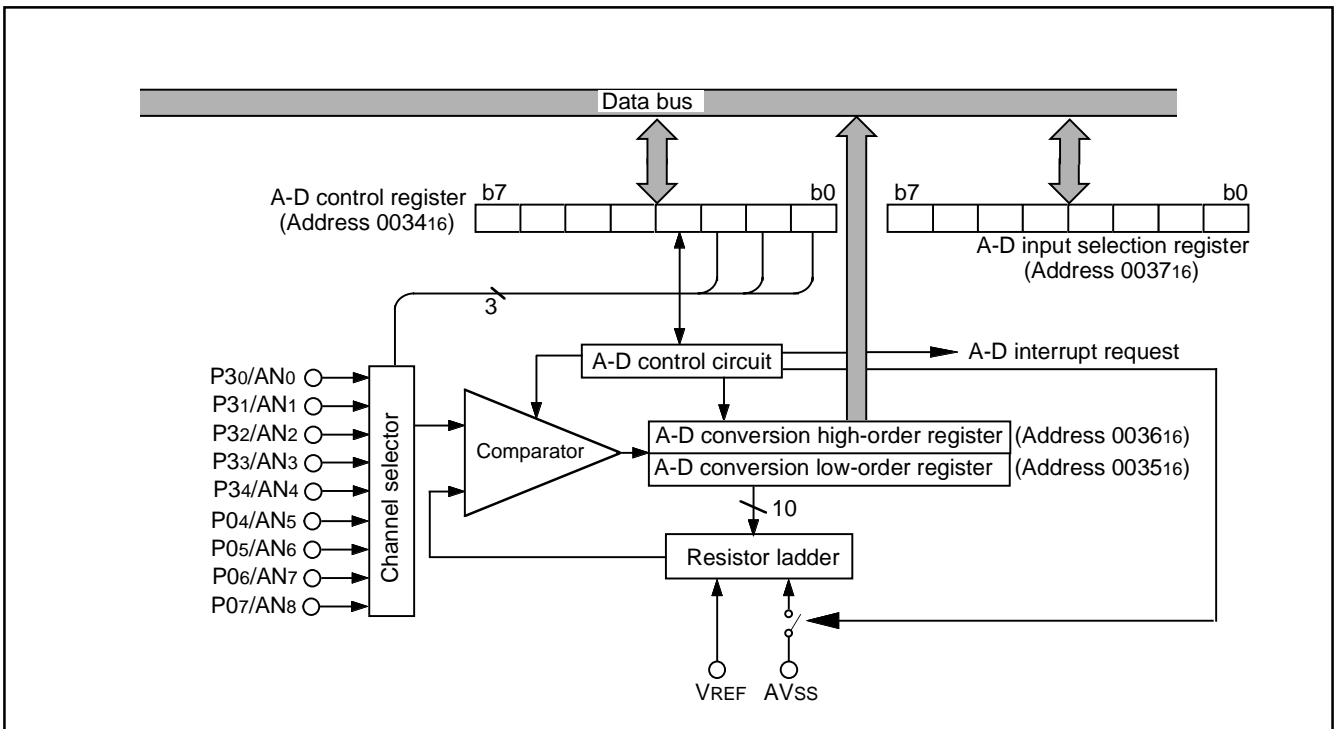 Data bus
A-D control register
(Address 003416)
b7 b0
b7 b0
A-D input selection register
(Address 003716)
3
A-D control circuit
A-D interrupt request
P30/AN0
P31/AN1
P32/AN2
P33/AN3
P34/AN4
P04/AN5
P05/AN6
P06/AN7
P07/AN8
Channel selector
Comparator
A-D conversion high-order register (Address 003616)
A-D conversion low-order register (Address 003516)
10
Resistor ladder
VREF AVSS